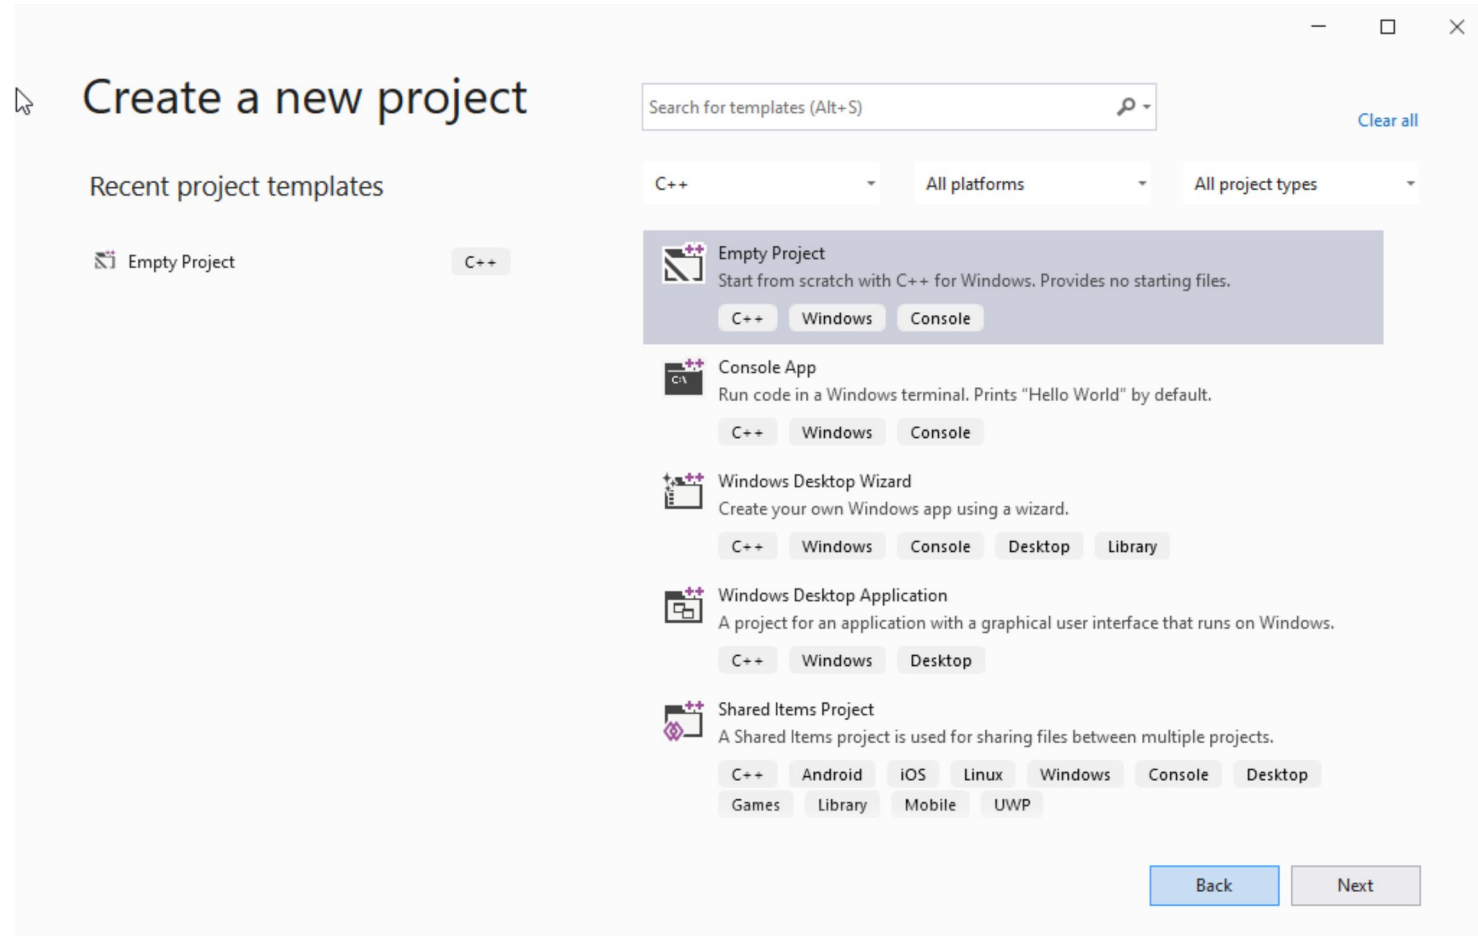 Create a new project
Search for templates (Alt+S)
Clear all
Recent project templates
C++
All platforms
All project types
Empty Project
C++
Empty Project
Start from scratch with C++ for Windows. Provides no starting files.
C++ Windows Console
Console App
Run code in a Windows terminal. Prints “Hello World” by default.
C++ Windows Console
Windows Desktop Wizard
Create your own Windows app using a wizard.
C++ Windows Console Desktop Library
Windows Desktop Application
A project for an application with a graphical user interface that runs on Windows.
C++ Windows Desktop
Shared Items Project
A Shared Items project is used for sharing files between multiple projects.
C++ Android iOS Linux Windows Console Desktop
Games Library Mobile UWP
Back
Next